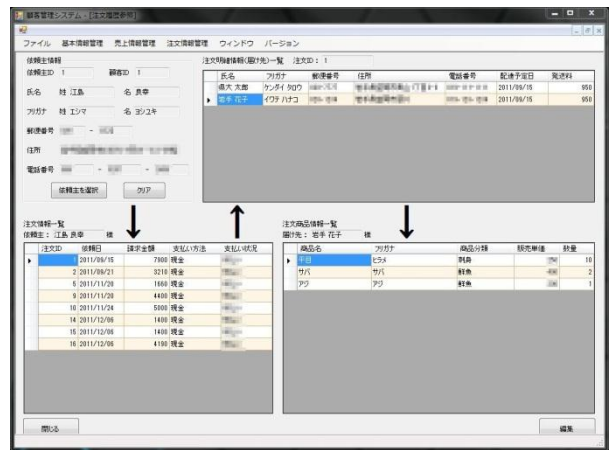 顧客管理システム - [注文履歴参照]
ファイル 基本情報管理 売上情報管理 注文情報管理 ウィンドウ バージョン
依頼主情報
依頼主ID 1 顧客ID 1
氏名 姓 江島 名 良幸
フリガナ 姓 エシマ 名 ヨシユキ
郵便番号 -
住所
電話番号 - -
依頼主を選択 クリア
注文明細情報(届け先)一覧 注文ID: 1
氏名 フリガナ 郵便番号 住所 電話番号 配達予定日 発送料
県大 太郎 ケンダイ タロウ 2011/09/15 950
岩手 花子 イワテ ハナコ 2011/09/15 950
注文情報一覧
依頼主: 江島 良幸 様
注文ID 依頼日 請求金額 支払い方法 支払い状況
1 2011/09/15 7900 現金
2 2011/09/21 3210 現金
5 2011/11/20 1660 現金
9 2011/11/20 4400 現金
10 2011/11/24 5000 現金
14 2011/12/06 1400 現金
15 2011/12/06 1400 現金
16 2011/12/06 4190 現金
注文商品情報一覧
届け先: 岩手 花子 様
商品名 フリガナ 商品分類 販売単価 数量
平目 ヒラメ 刺身 10
サバ サバ 鮮魚 2
アジ アジ 鮮魚 1
閉じる 編集